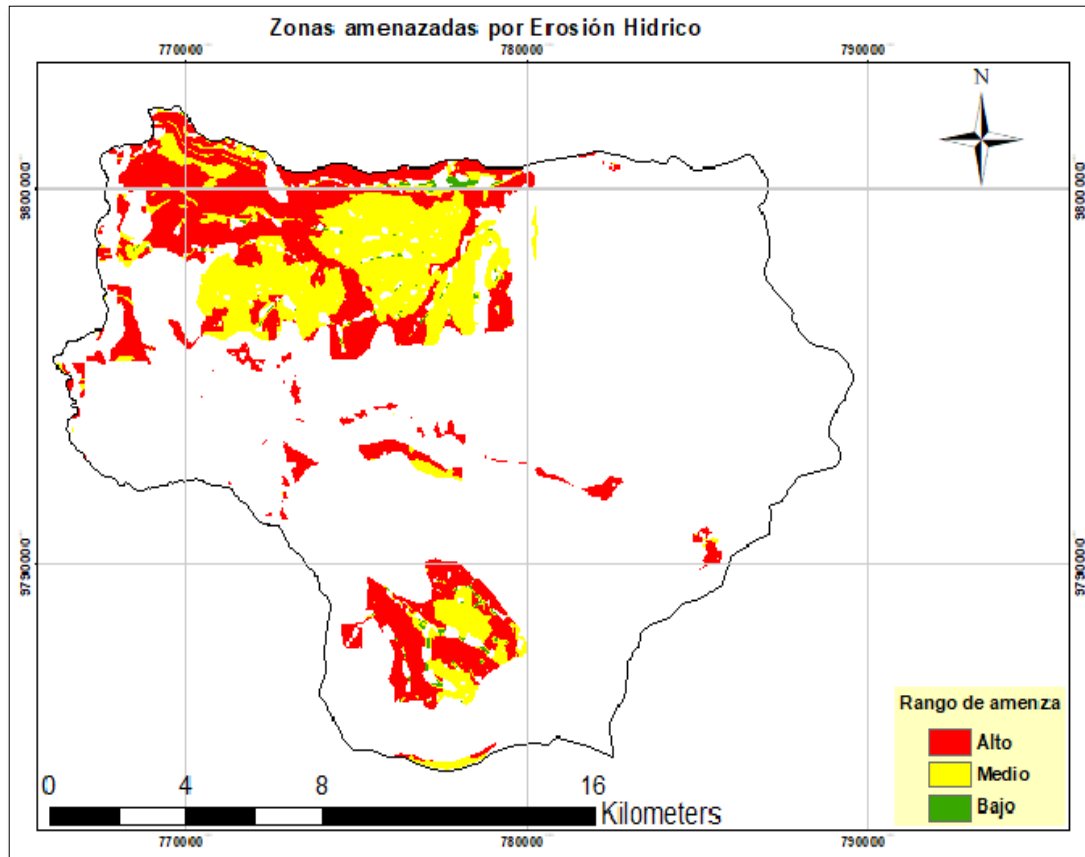 Zonas amenazadas por Erosión Hidrico
770000 780000 790000
N
9800000 9800000
9790000 9790000
Rango de amenza
Alto
Medio
Bajo
0 4 8 16
Kilometers
770000 780000 790000